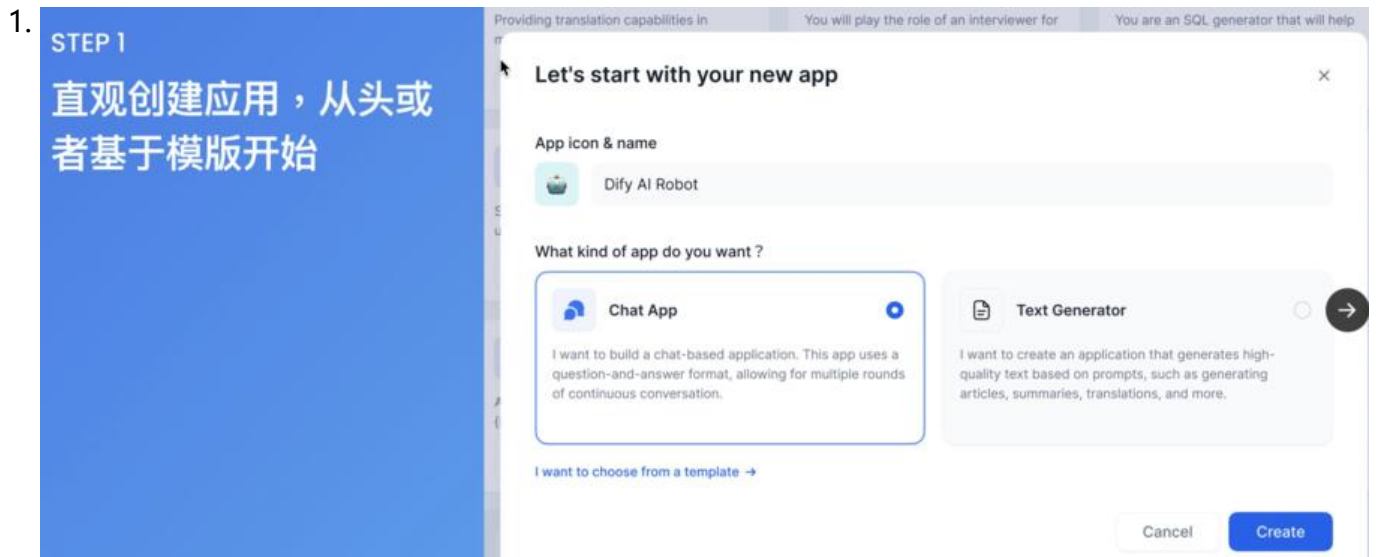 1.
STEP 1
直观创建应用，从头或
者基于模版开始
Providing translation capabilities in
You will play the role of an interviewer for
You are an SQL generator that will help
Let's start with your new app
App icon & name
Dify AI Robot
What kind of app do you want ?
Chat App
I want to build a chat-based application. This app uses a
question-and-answer format, allowing for multiple rounds
of continuous conversation.
Text Generator
I want to create an application that generates high-
quality text based on prompts, such as generating
articles, summaries, translations, and more.
I want to choose from a template →
Cancel
Create